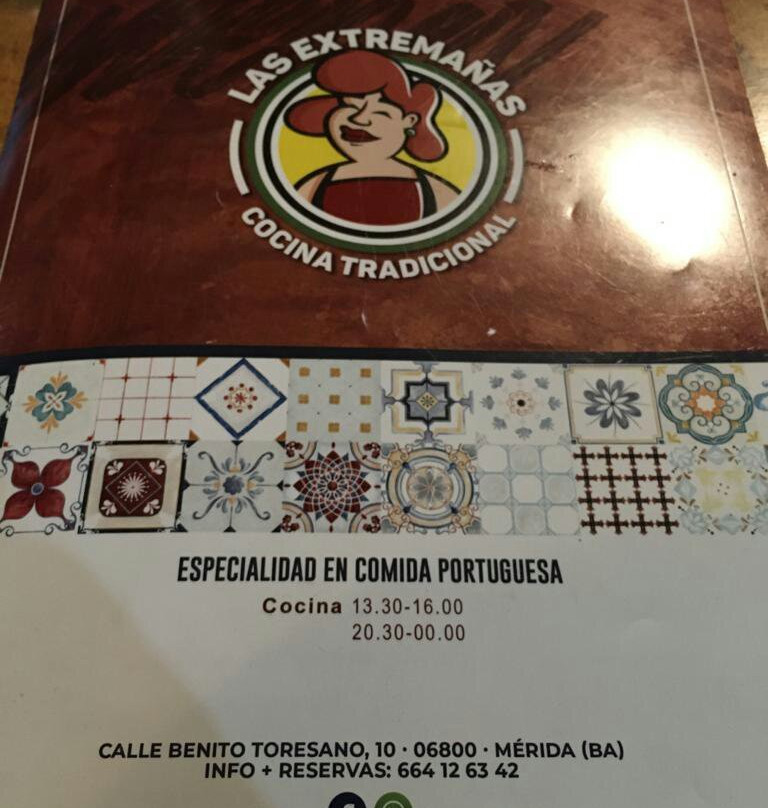 LAS EXTREMAÑAS
COCINA TRADICIONAL
ESPECIALIDAD EN COMIDA PORTUGUESA
Cocina 13.30-16.00
20.30-00.00
CALLE BENITO TORESANO, 10 · 06800 · MÉRIDA (BA)
INFO + RESERVAS: 664 12 63 42